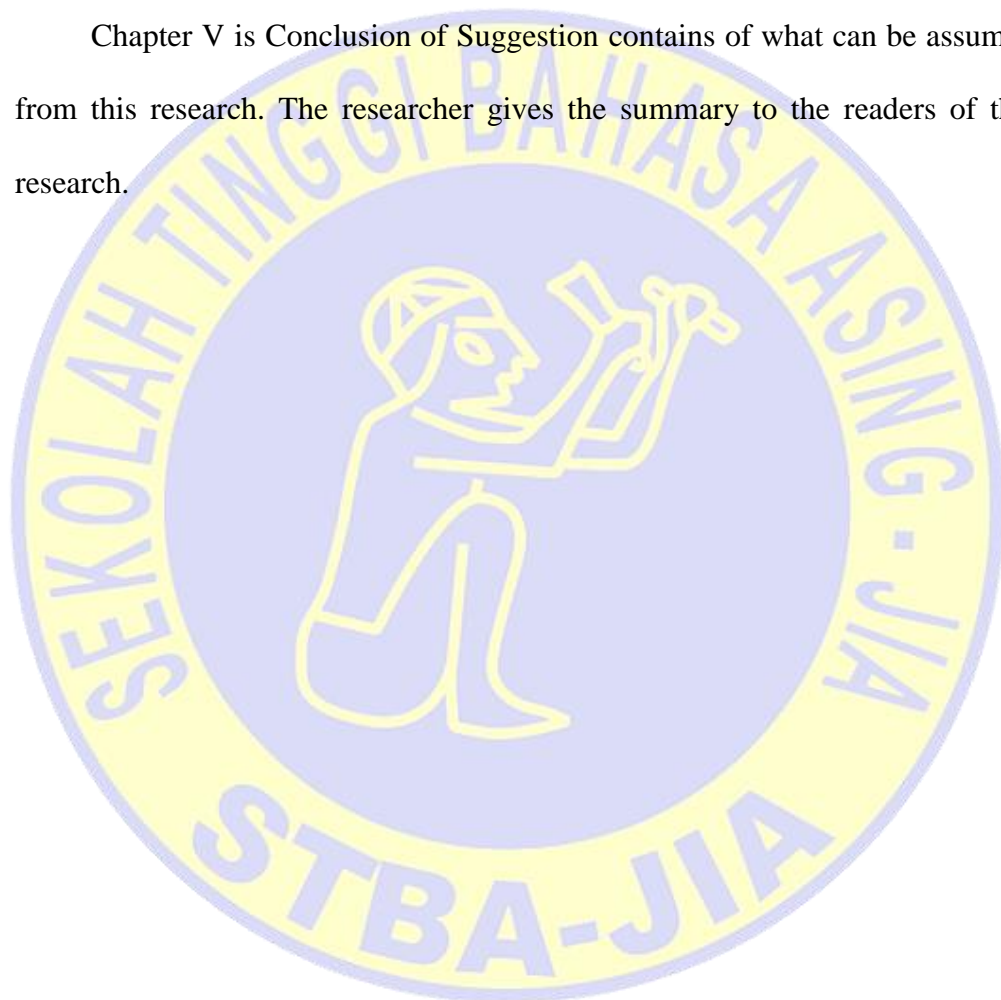 Chapter V is Conclusion of Suggestion contains of what can be assum
from this research. The researcher gives the summary to the readers of th
research.
SEKOLAH TINGGI BAHASA ASING - JIA
STBA-JIA